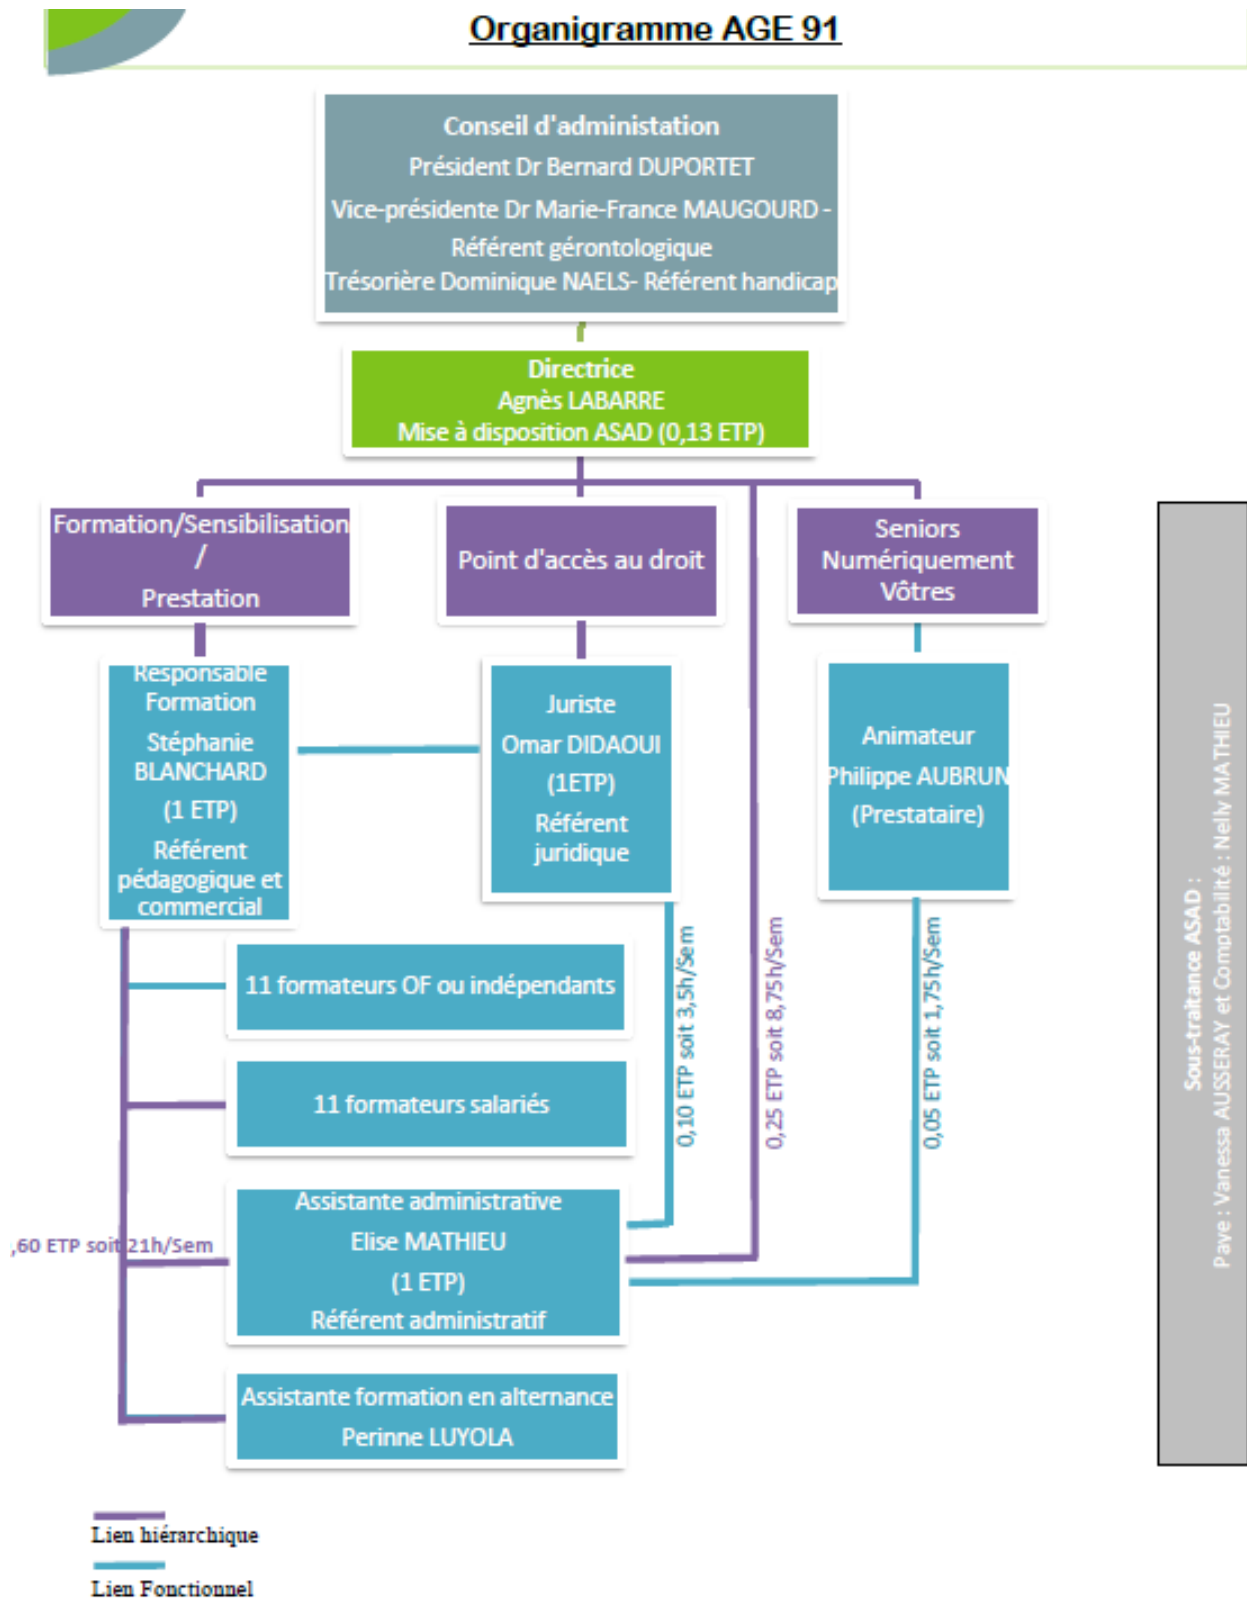 Organigramme AGE 91
Conseil d'administation
Président Dr Bernard DUPORTET
Vice-présidente Dr Marie-France MAUGOURD -
Référent gérontologique
Trésorière Dominique NAELS- Référent handicap
Directrice
Agnès LABARRE
Mise à disposition ASAD (0,13 ETP)
Formation/Sensibilisation
/
Prestation
Point d'accès au droit
Seniors
Numériquement
Vôtres
Responsable
Formation
Stéphanie
BLANCHARD
(1 ETP)
Référent
pédagogique et
commercial
Juriste
Omar DIDAOUI
(1ETP)
Référent
juridique
Animateur
Philippe AUBRUN
(Prestataire)
11 formateurs OF ou indépendants
11 formateurs salariés
,60 ETP soit 21h/Sem
Assistante administrative
Elise MATHIEU
(1 ETP)
Référent administratif
Assistante formation en alternance
Perinne LUYOLA
0,10 ETP soit 3,5h/Sem
0,25 ETP soit 8,75h/Sem
0,05 ETP soit 1,75h/Sem
Sous-traitance ASAD :
Paye : Vanessa AUSSERAY et Comptabilité : Nelly MATHIEU
Lien hiérarchique
Lien Fonctionnel